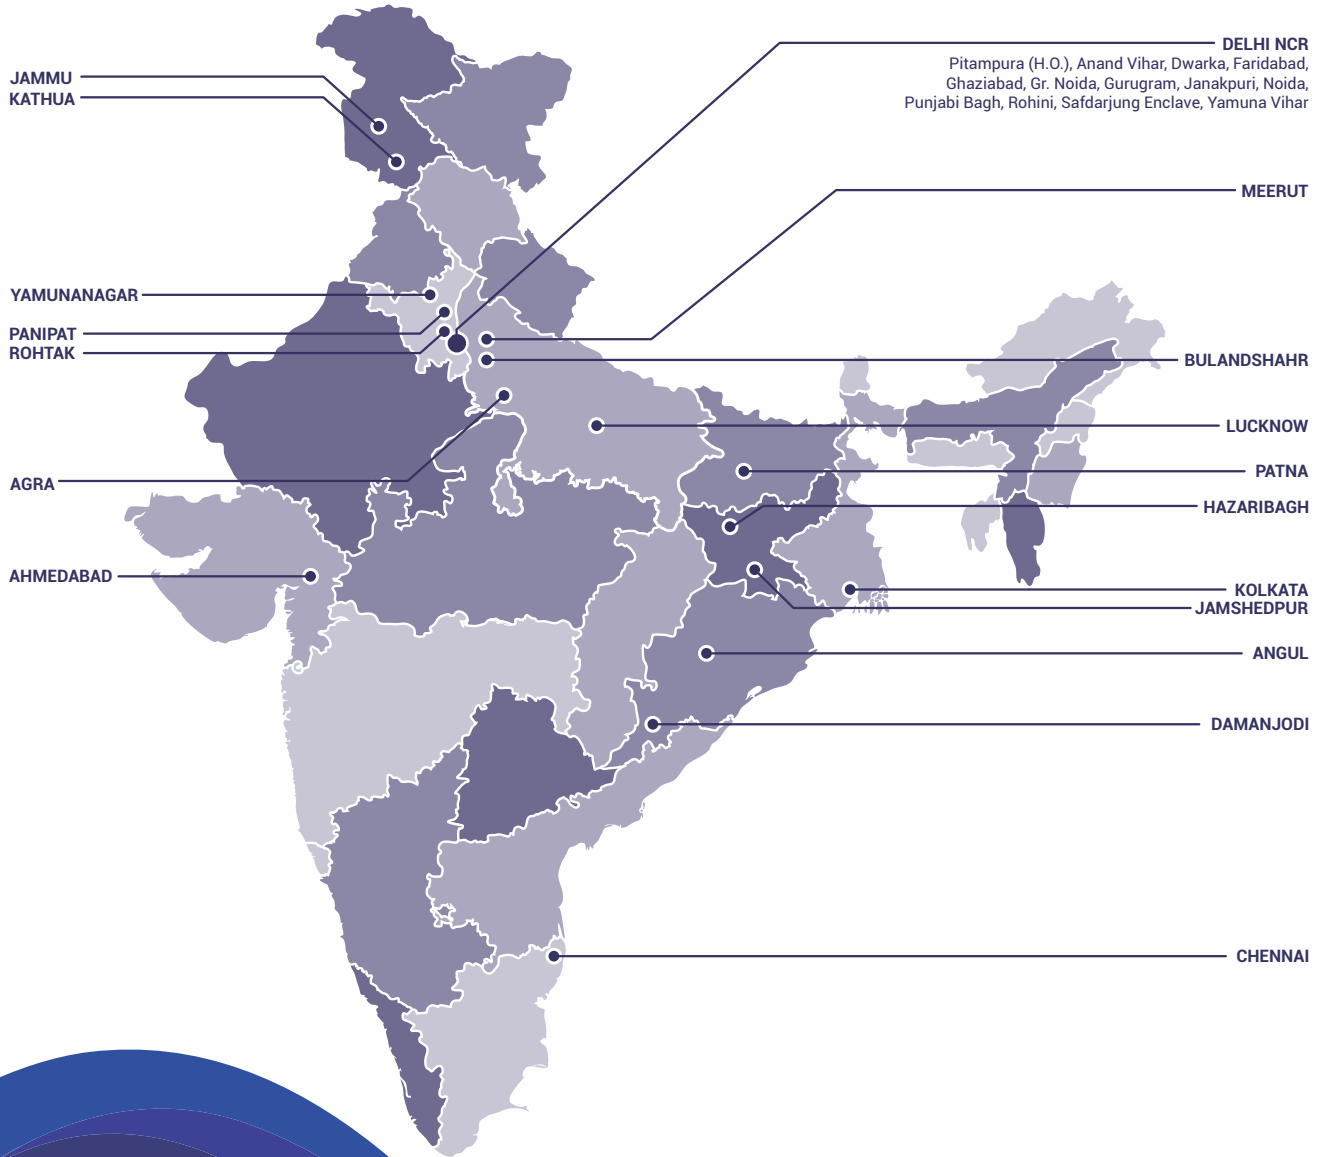 JAMMU
KATHUA
YAMUNANAGAR
PANIPAT
ROHTAK
AGRA
AHMEDABAD
DELHI NCR
Pitampura (H.O.), Anand Vihar, Dwarka, Faridabad,
Ghaziabad, Gr. Noida, Gurugram, Janakpuri, Noida,
Punjabi Bagh, Rohini, Safdarjung Enclave, Yamuna Vihar
MEERUT
BULANDSHAHR
LUCKNOW
PATNA
HAZARIBAGH
KOLKATA
JAMSHEDPUR
ANGUL
DAMANJODI
CHENNAI